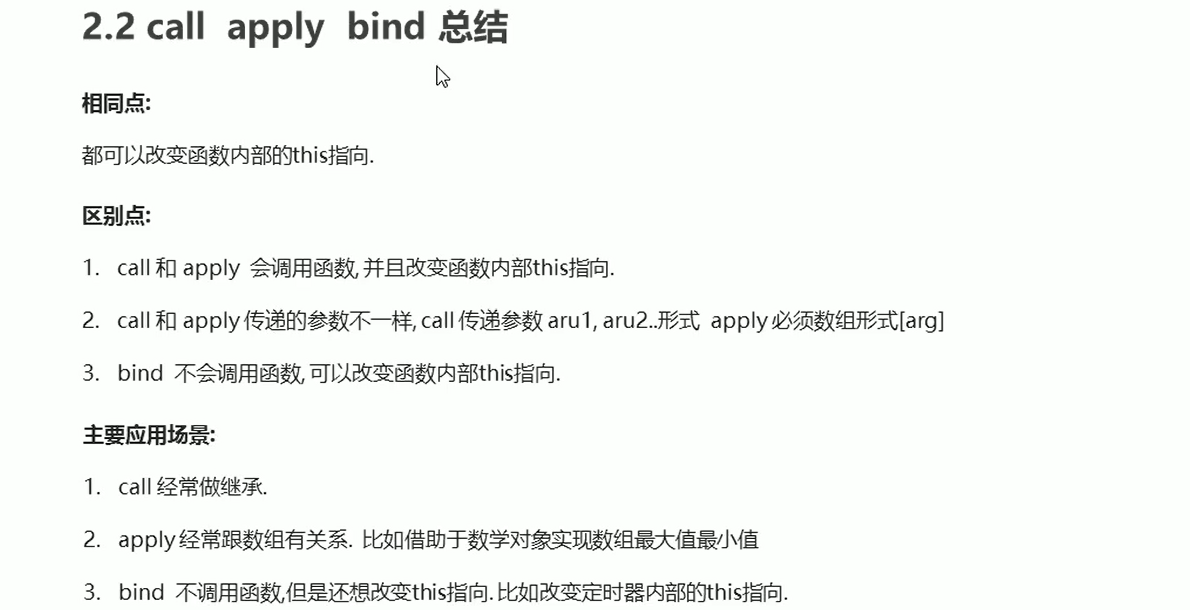 2.2 call apply bind 总结
相同点:
都可以改变函数内部的this指向.
区别点:
1. call 和 apply 会调用函数, 并且改变函数内部this指向.
2. call 和 apply 传递的参数不一样, call 传递参数 aru1, aru2..形式 apply 必须数组形式[arg]
3. bind 不会调用函数, 可以改变函数内部this指向.
主要应用场景:
1. call 经常做继承.
2. apply 经常跟数组有关系. 比如借助于数学对象实现数组最大值最小值
3. bind 不调用函数,但是还想改变this指向. 比如改变定时器内部的this指向.